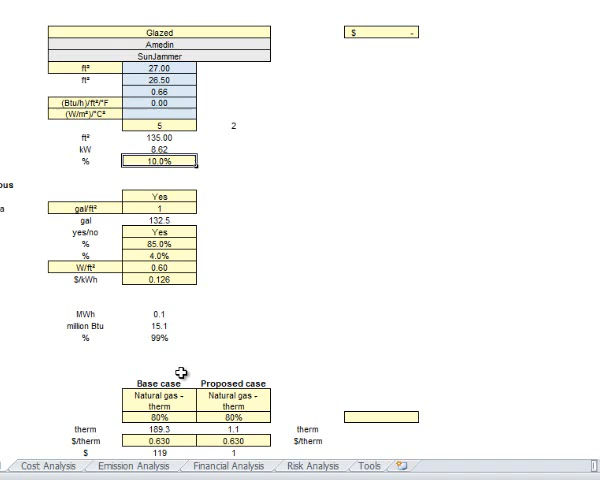 Glazed $ -
Amedin
SunJammer
ft² 27.00
ft² 26.50
0.66
(Btu/h)/ft²/°F 0.00
(W/m²)/°C²
5 2
ft² 135.00
kW 8.62
% 10.0%
ous
Yes
a gal/ft² 1
gal 132.5
yes/no Yes
% 85.0%
% 4.0%
W/ft² 0.60
$/kWh 0.126
MWh 0.1
million Btu 15.1
% 99%
Base case Proposed case
Natural gas - Natural gas -
therm therm
80% 80%
therm 189.3 1.1 therm
$/therm 0.630 0.630 $/therm
$ 119 1
Cost Analysis Emission Analysis Financial Analysis Risk Analysis Tools